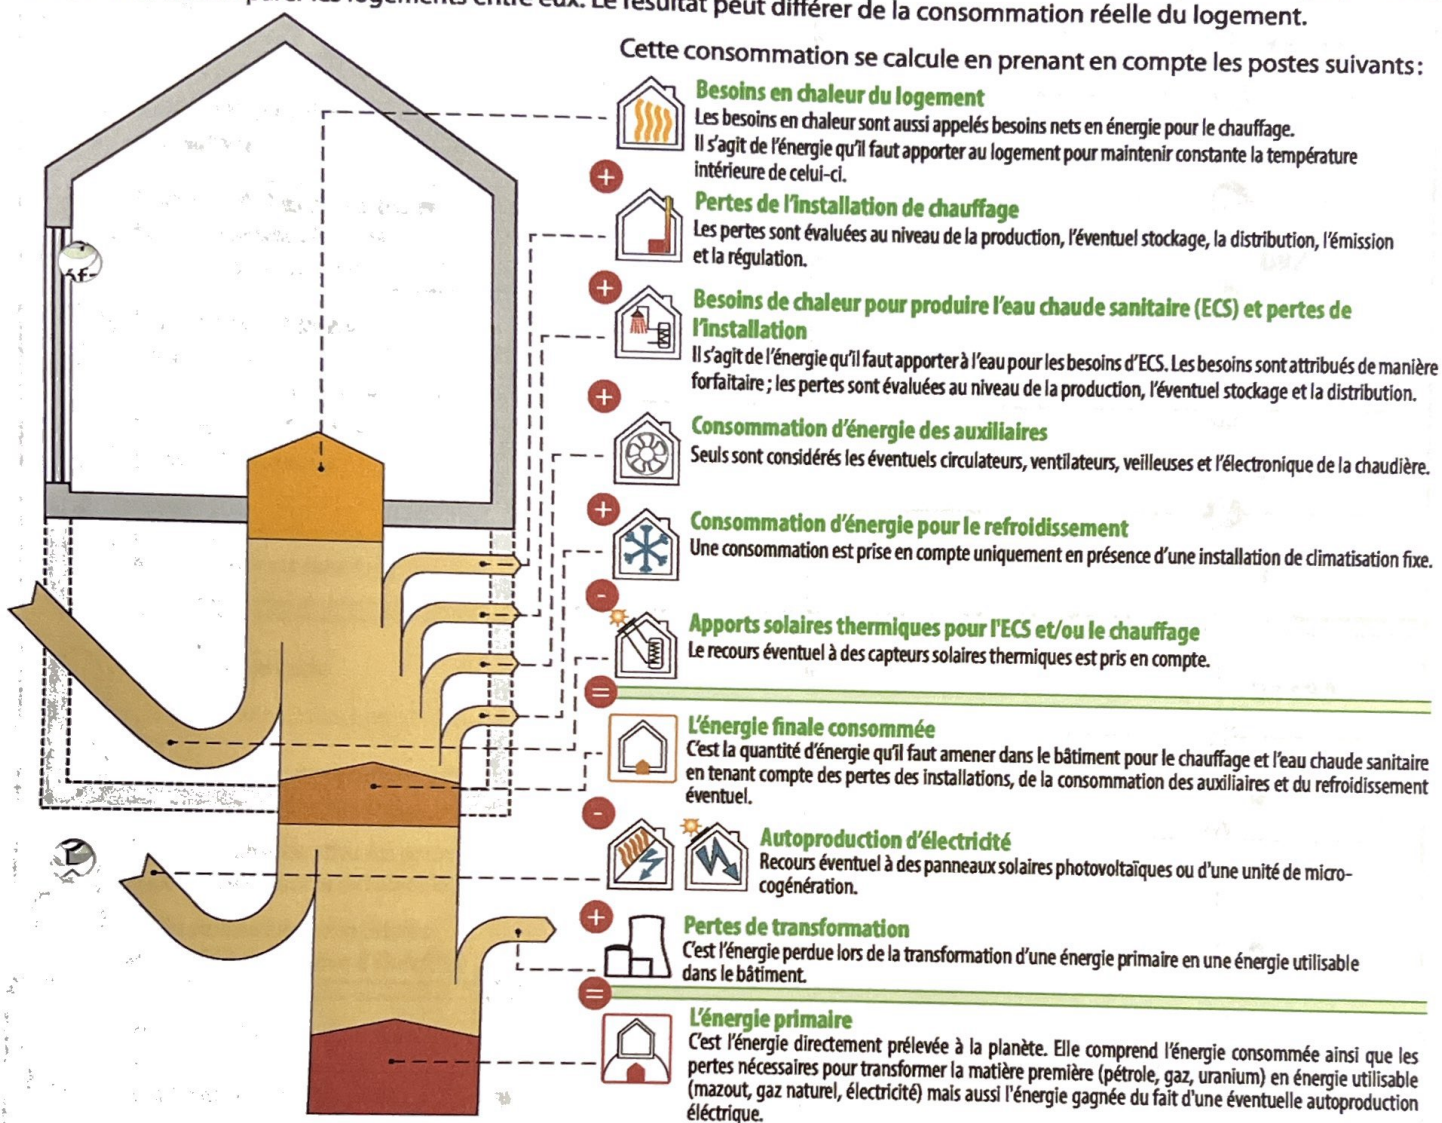 les logements entre eux. Le résultat peut différer de la consommation réelle du logement.
Cette consommation se calcule en prenant en compte les postes suivants :
Besoins en chaleur du logement
Les besoins en chaleur sont aussi appelés besoins nets en énergie pour le chauffage.
Il s'agit de l'énergie qu'il faut apporter au logement pour maintenir constante la température
intérieure de celui-ci.
+
Pertes de l'installation de chauffage
Les pertes sont évaluées au niveau de la production, l'éventuel stockage, la distribution, l'émission
et la régulation.
+
Besoins de chaleur pour produire l'eau chaude sanitaire (ECS) et pertes de
l'installation
Il s'agit de l'énergie qu'il faut apporter à l'eau pour les besoins d'ECS. Les besoins sont attribués de manière
forfaitaire ; les pertes sont évaluées au niveau de la production, l'éventuel stockage et la distribution.
+
Consommation d'énergie des auxiliaires
Seuls sont considérés les éventuels circulateurs, ventilateurs, veilleuses et l'électronique de la chaudière.
+
Consommation d'énergie pour le refroidissement
Une consommation est prise en compte uniquement en présence d'une installation de climatisation fixe.
-
Apports solaires thermiques pour l'ECS et/ou le chauffage
Le recours éventuel à des capteurs solaires thermiques est pris en compte.
=
L'énergie finale consommée
C'est la quantité d'énergie qu'il faut amener dans le bâtiment pour le chauffage et l'eau chaude sanitaire
en tenant compte des pertes des installations, de la consommation des auxiliaires et du refroidissement
éventuel.
-
Autoproduction d'électricité
Recours éventuel à des panneaux solaires photovoltaïques ou d'une unité de micro-
cogénération.
+
Pertes de transformation
C'est l'énergie perdue lors de la transformation d'une énergie primaire en une énergie utilisable
dans le bâtiment.
=
L'énergie primaire
C'est l'énergie directement prélevée à la planète. Elle comprend l'énergie consommée ainsi que les
pertes nécessaires pour transformer la matière première (pétrole, gaz, uranium) en énergie utilisable
(mazout, gaz naturel, électricité) mais aussi l'énergie gagnée du fait d'une éventuelle autoproduction
éléctrique.